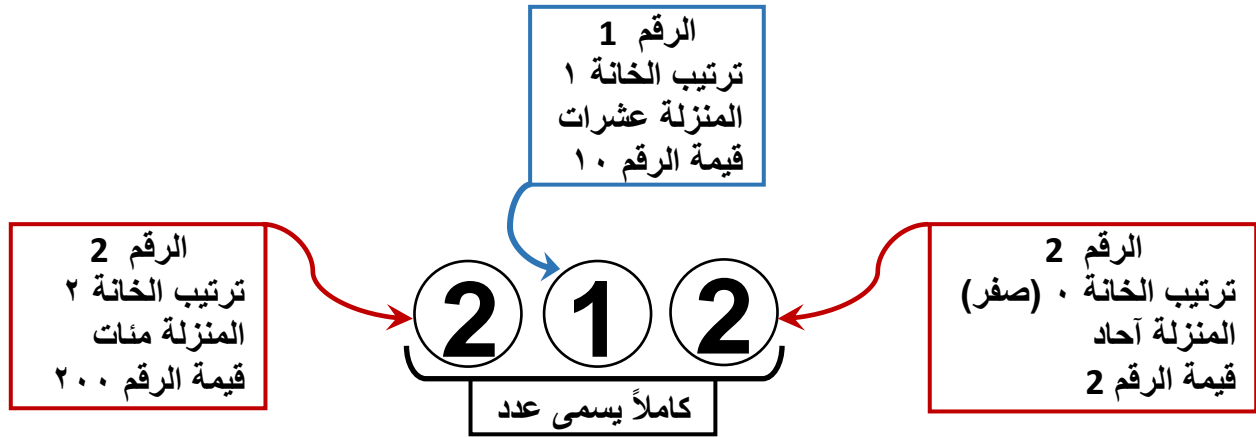 الرقم 1
ترتيب الخانة ١
المنزلة عشرات
قيمة الرقم ١٠
الرقم 2
ترتيب الخانة ٠ (صفر)
المنزلة آحاد
قيمة الرقم 2
الرقم 2
ترتيب الخانة ٢
المنزلة مئات
قيمة الرقم ٢٠٠
2 1 2
كاملاً يسمى عدد